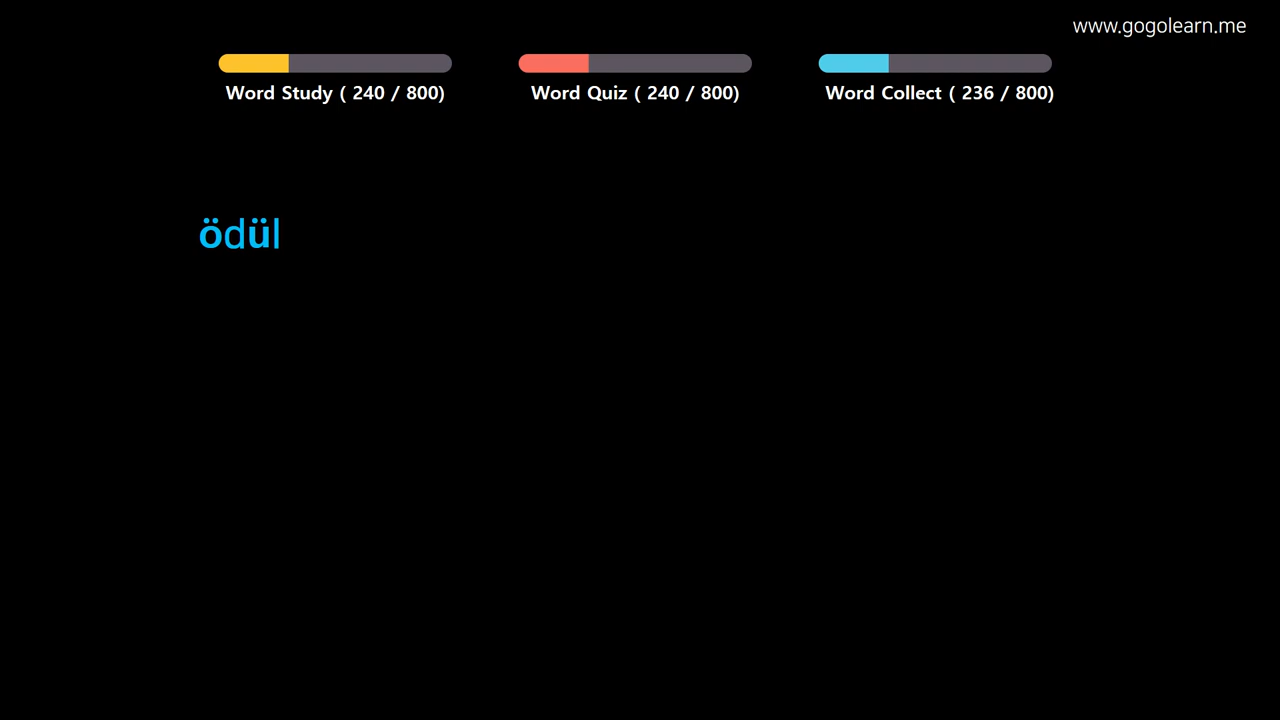 www.gogolearn.me
Word Study ( 240 / 800)
Word Quiz ( 240 / 800)
Word Collect ( 236 / 800)
ödül